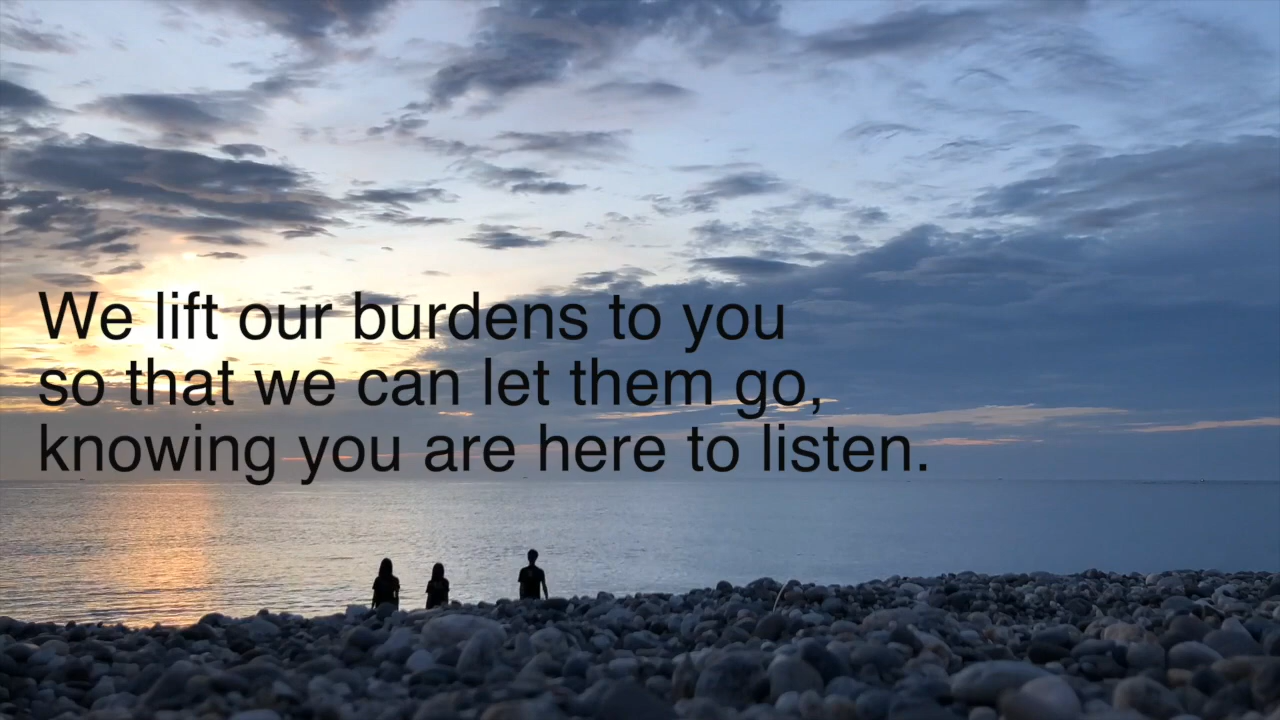 We lift our burdens to you
so that we can let them go,
knowing you are here to listen.